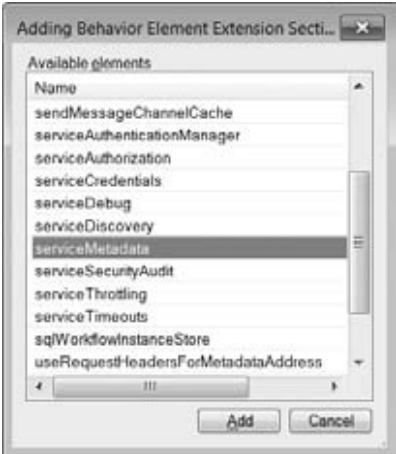 Adding Behavior Element Extension Secti...
Available elements
Name
sendMessageChannelCache
serviceAuthenticationManager
serviceAuthorization
serviceCredentials
serviceDebug
serviceDiscovery
serviceMetadata
serviceSecurityAudit
serviceThrottling
serviceTimeouts
sqlWorkflowInstanceStore
useRequestHeadersForMetadataAddress
Add Cancel